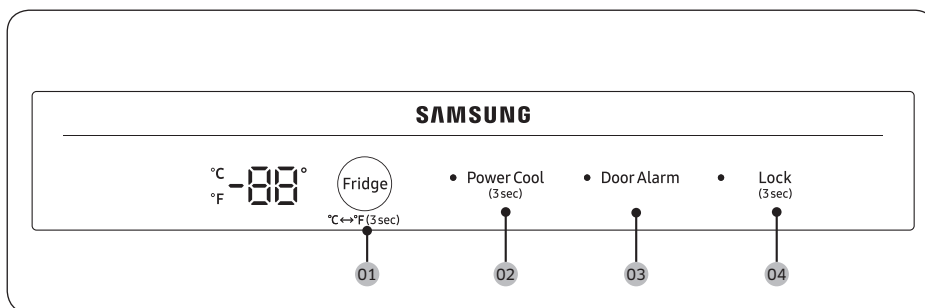 SAMSUNG
°C
°F
-88°
Fridge
°C↔°F(3 sec)
• Power Cool
(3 sec)
• Door Alarm
• Lock
(3 sec)
01
02
03
04